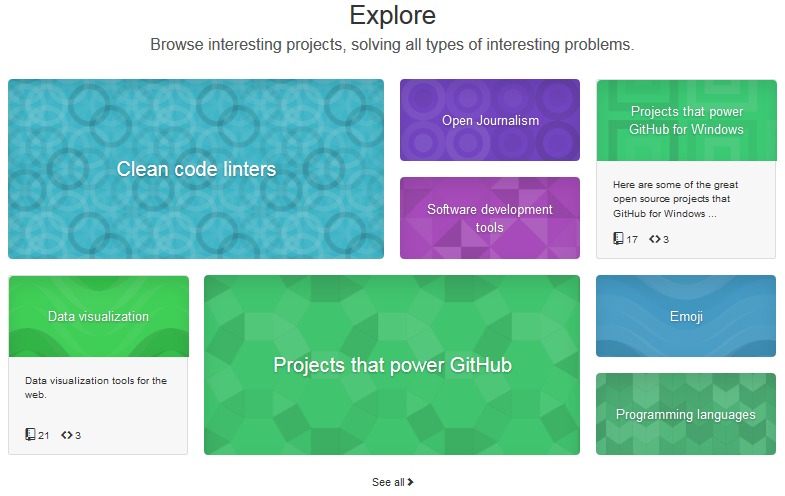 Explore
Browse interesting projects, solving all types of interesting problems.
Clean code linters
Open Journalism
Software development
tools
Projects that power
GitHub for Windows
Here are some of the great
open source projects that
GitHub for Windows ...
17 3
Data visualization
Data visualization tools for the
web.
21 3
Projects that power GitHub
Emoji
Programming languages
See all